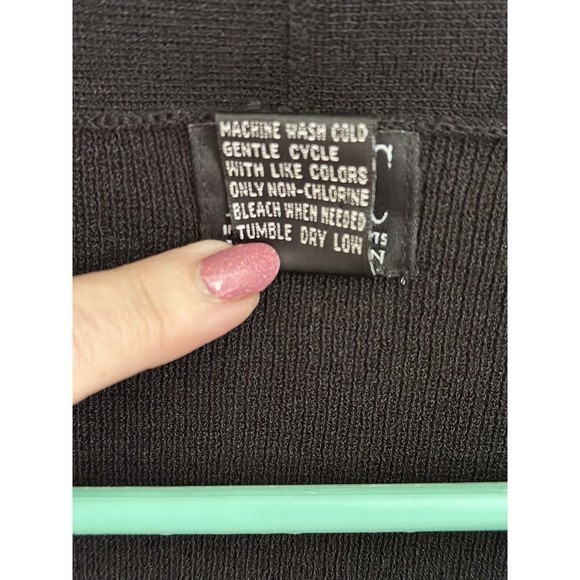 MACHINE WASH COLD
GENTLE CYCLE
WITH LIKE COLORS
ONLY NON-CHLORINE
BLEACH WHEN NEEDED
TUMBLE DRY LOW